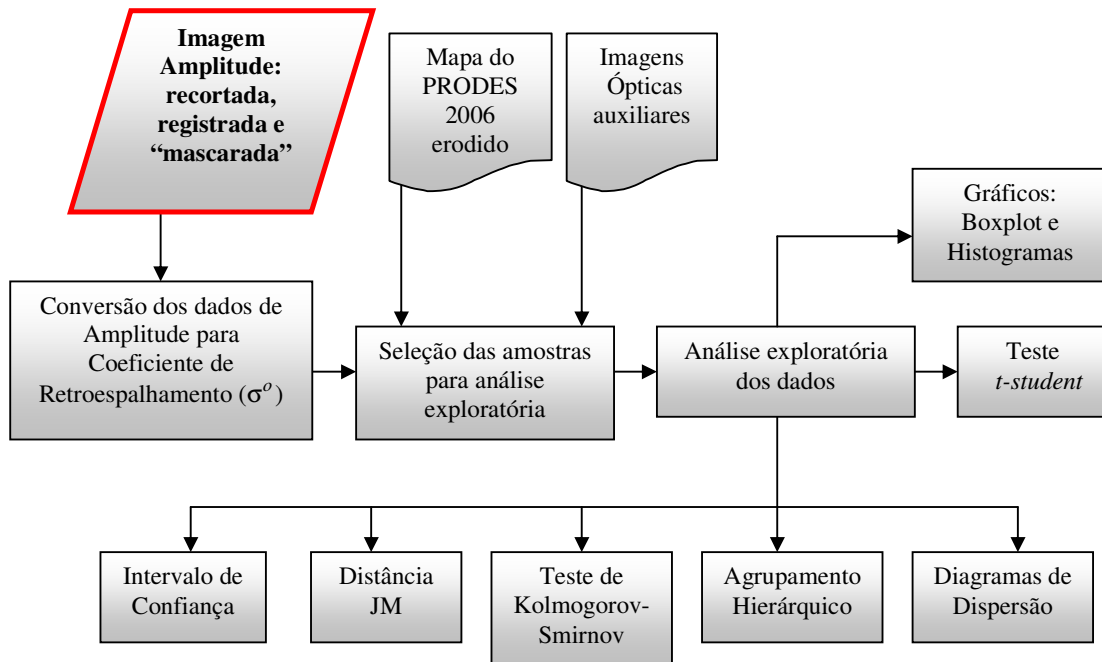 Imagem
Amplitude:
recortada,
registrada e
“mascarada”
Mapa do
PRODES
2006
erodido
Imagens
Ópticas
auxiliares
Gráficos:
Boxplot e
Histogramas
Conversão dos dados de
Amplitude para
Coeficiente de
Retroespalhamento (σº)
Seleção das amostras
para análise
exploratória
Análise exploratória
dos dados
Teste
t-student
Intervalo de
Confiança
Distância
JM
Teste de
Kolmogorov-
Smirnov
Agrupamento
Hierárquico
Diagramas de
Dispersão